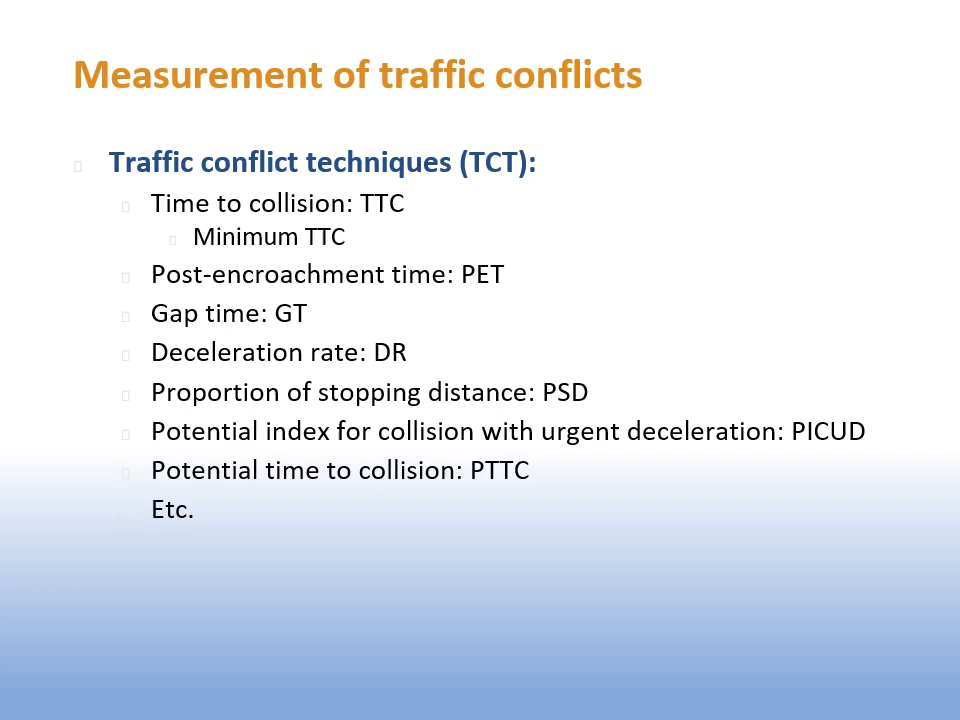 Measurement of traffic conflicts
Traffic conflict techniques (TCT):
Time to collision: TTC
Minimum TTC
Post-encroachment time: PET
Gap time: GT
Deceleration rate: DR
Proportion of stopping distance: PSD
Potential index for collision with urgent deceleration: PICUD
Potential time to collision: PTTC
Etc.